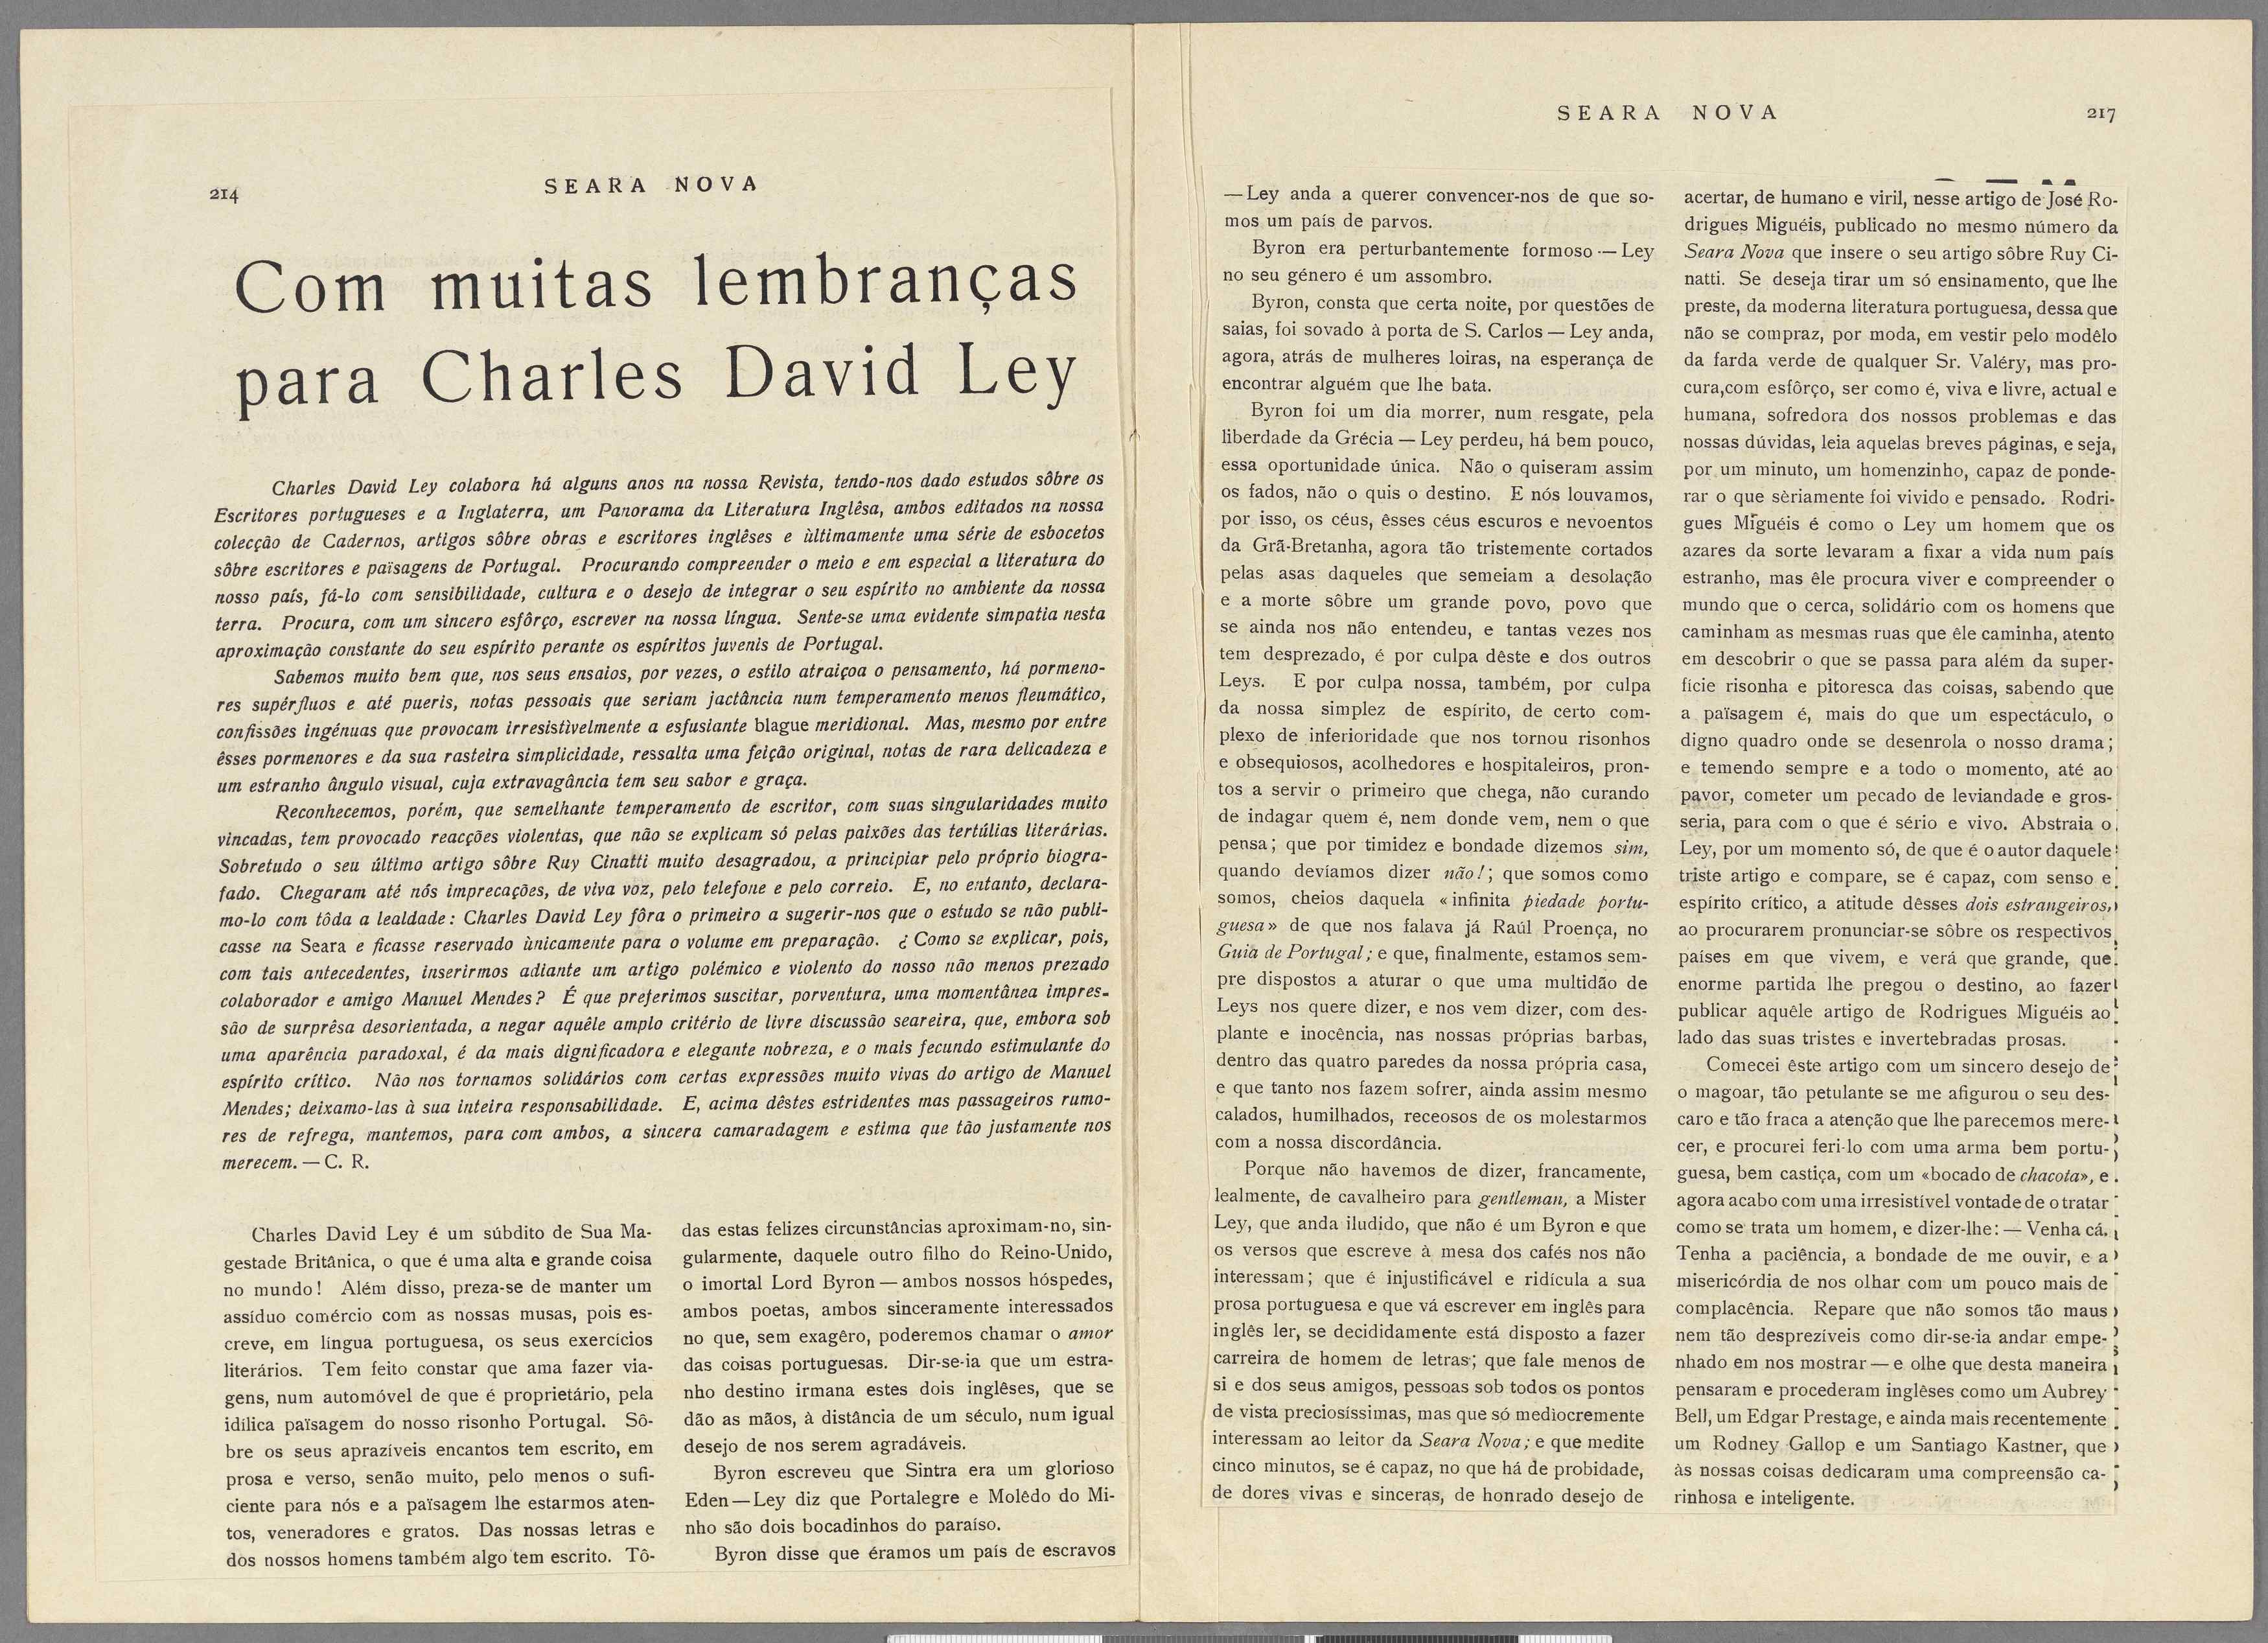 214
SEARA NOVA
Com muitas lembranças
para Charles David Ley
Charles David Ley colabora há alguns anos na nossa Revista, tendo-nos dado estudos sôbre os
Escritores portugueses e a Inglaterra, um Panorama da Literatura Inglêsa, ambos editados na nossa
colecção de Cadernos, artigos sôbre obras e escritores inglêses e ùltimamente uma série de esbocetos
sôbre escritores e païsagens de Portugal. Procurando compreender o meio e em especial a literatura do
nosso país, fá-lo com sensibilidade, cultura e o desejo de integrar o seu espírito no ambiente da nossa
terra. Procura, com um sincero esfôrço, escrever na nossa língua. Sente-se uma evidente simpatia nesta
aproximação constante do seu espírito perante os espíritos juvenis de Portugal.
Sabemos muito bem que, nos seus ensaios, por vezes, o estilo atraiçoa o pensamento, há pormeno-
res supérfluos e até pueris, notas pessoais que seriam jactância num temperamento menos fleumático,
confissões ingénuas que provocam irresistìvelmente a esfusiante blague meridional. Mas, mesmo por entre
êsses pormenores e da sua rasteira simplicidade, ressalta uma feição original, notas de rara delicadeza e
um estranho ângulo visual, cuja extravagância tem seu sabor e graça.
Reconhecemos, porém, que semelhante temperamento de escritor, com suas singularidades muito
vincadas, tem provocado reacções violentas, que não se explicam só pelas paixões das tertúlias literárias.
Sobretudo o seu último artigo sôbre Ruy Cinatti muito desagradou, a principiar pelo próprio biogra-
fado. Chegaram até nós imprecações, de viva voz, pelo telefone e pelo correio. E, no entanto, declara-
mo-lo com tôda a lealdade: Charles David Ley fôra o primeiro a sugerir-nos que o estudo se não publi-
casse na Seara e ficasse reservado ùnicamente para o volume em preparação. ¿ Como se explicar, pois,
com tais antecedentes, inserirmos adiante um artigo polémico e violento do nosso não menos prezado
colaborador e amigo Manuel Mendes? É que preferimos suscitar, porventura, uma momentânea impres-
são de surprêsa desorientada, a negar aquêle amplo critério de livre discussão seareira, que, embora sob
uma aparência paradoxal, é da mais dignificadora e elegante nobreza, e o mais fecundo estimulante do
espírito crítico. Não nos tornamos solidários com certas expressões muito vivas do artigo de Manuel
Mendes; deixamo-las à sua inteira responsabilidade. E, acima dêstes estridentes mas passageiros rumo-
res de refrega, mantemos, para com ambos, a sincera camaradagem e estima que tão justamente nos
merecem. — C. R.
Charles David Ley é um súbdito de Sua Ma-
gestade Britânica, o que é uma alta e grande coisa
no mundo! Além disso, preza-se de manter um
assíduo comércio com as nossas musas, pois es-
creve, em língua portuguesa, os seus exercícios
literários. Tem feito constar que ama fazer via-
gens, num automóvel de que é proprietário, pela
idílica païsagem do nosso risonho Portugal. Sô-
bre os seus aprazíveis encantos tem escrito, em
prosa e verso, senão muito, pelo menos o sufi-
ciente para nós e a païsagem lhe estarmos aten-
tos, veneradores e gratos. Das nossas letras e
dos nossos homens também algo tem escrito. Tô-
das estas felizes circunstâncias aproximam-no, sin-
gularmente, daquele outro filho do Reino-Unido,
o imortal Lord Byron — ambos nossos hóspedes,
ambos poetas, ambos sinceramente interessados
no que, sem exagêro, poderemos chamar o amor
das coisas portuguesas. Dir-se-ia que um estra-
nho destino irmana estes dois inglêses, que se
dão as mãos, à distância de um século, num igual
desejo de nos serem agradáveis.
Byron escreveu que Sintra era um glorioso
Eden — Ley diz que Portalegre e Molêdo do Mi-
nho são dois bocadinhos do paraíso.
Byron disse que éramos um país de escravos
SEARA NOVA
217
— Ley anda a querer convencer-nos de que so-
mos um país de parvos.
Byron era perturbantemente formoso — Ley
no seu género é um assombro.
Byron, consta que certa noite, por questões de
saias, foi sovado à porta de S. Carlos — Ley anda,
agora, atrás de mulheres loiras, na esperança de
encontrar alguém que lhe bata.
Byron foi um dia morrer, num resgate, pela
liberdade da Grécia — Ley perdeu, há bem pouco,
essa oportunidade única. Não o quiseram assim
os fados, não o quis o destino. E nós louvamos,
por isso, os céus, êsses céus escuros e nevoentos
da Grã-Bretanha, agora tão tristemente cortados
pelas asas daqueles que semeiam a desolação
e a morte sôbre um grande povo, povo que
se ainda nos não entendeu, e tantas vezes nos
tem desprezado, é por culpa dêste e dos outros
Leys. E por culpa nossa, também, por culpa
da nossa simplez de espírito, de certo com-
plexo de inferioridade que nos tornou risonhos
e obsequiosos, acolhedores e hospitaleiros, pron-
tos a servir o primeiro que chega, não curando
de indagar quem é, nem donde vem, nem o que
pensa; que por timidez e bondade dizemos sim,
quando devíamos dizer não!; que somos como
somos, cheios daquela «infinita piedade portu-
guesa» de que nos falava já Raúl Proença, no
Guia de Portugal; e que, finalmente, estamos sem-
pre dispostos a aturar o que uma multidão de
Leys nos quere dizer, e nos vem dizer, com des-
plante e inocência, nas nossas próprias barbas,
dentro das quatro paredes da nossa própria casa,
e que tanto nos fazem sofrer, ainda assim mesmo
calados, humilhados, receosos de os molestarmos
com a nossa discordância.
Porque não havemos de dizer, francamente,
lealmente, de cavalheiro para gentleman, a Mister
Ley, que anda iludido, que não é um Byron e que
os versos que escreve à mesa dos cafés nos não
interessam; que é injustificável e ridícula a sua
prosa portuguesa e que vá escrever em inglês para
inglês ler, se decididamente está disposto a fazer
carreira de homem de letras; que fale menos de
si e dos seus amigos, pessoas sob todos os pontos
de vista preciosíssimas, mas que só medìocremente
interessam ao leitor da Seara Nova; e que medite
cinco minutos, se é capaz, no que há de probidade,
de dores vivas e sinceras, de honrado desejo de
acertar, de humano e viril, nesse artigo de José Ro-
drigues Miguéis, publicado no mesmo número da
Seara Nova que insere o seu artigo sôbre Ruy Ci-
natti. Se deseja tirar um só ensinamento, que lhe
preste, da moderna literatura portuguesa, dessa que
não se compraz, por moda, em vestir pelo modêlo
da farda verde de qualquer Sr. Valéry, mas pro-
cura,com esfôrço, ser como é, viva e livre, actual e
humana, sofredora dos nossos problemas e das
nossas dúvidas, leia aquelas breves páginas, e seja,
por um minuto, um homenzinho, capaz de ponde-
rar o que sèriamente foi vivido e pensado. Rodri-
gues Miguéis é como o Ley um homem que os
azares da sorte levaram a fixar a vida num país
estranho, mas êle procura viver e compreender o
mundo que o cerca, solidário com os homens que
caminham as mesmas ruas que êle caminha, atento
em descobrir o que se passa para além da super-
fície risonha e pitoresca das coisas, sabendo que
a païsagem é, mais do que um espectáculo, o
digno quadro onde se desenrola o nosso drama;
e temendo sempre e a todo o momento, até ao
pavor, cometer um pecado de leviandade e gros-
seria, para com o que é sério e vivo. Abstraia o
Ley, por um momento só, de que é o autor daquele
triste artigo e compare, se é capaz, com senso e
espírito crítico, a atitude dêsses dois estrangeiros,
ao procurarem pronunciar-se sôbre os respectivos
países em que vivem, e verá que grande, que
enorme partida lhe pregou o destino, ao fazer
publicar aquêle artigo de Rodrigues Miguéis ao
lado das suas tristes e invertebradas prosas.
Comecei êste artigo com um sincero desejo de
o magoar, tão petulante se me afigurou o seu des-
caro e tão fraca a atenção que lhe parecemos mere-
cer, e procurei feri-lo com uma arma bem portu-
guesa, bem castiça, com um «bocado de chacota», e
agora acabo com uma irresistível vontade de o tratar
como se trata um homem, e dizer-lhe: — Venha cá.
Tenha a paciência, a bondade de me ouvir, e a
misericórdia de nos olhar com um pouco mais de
complacência. Repare que não somos tão maus
nem tão desprezíveis como dir-se-ia andar empe-
nhado em nos mostrar — e olhe que desta maneira
pensaram e procederam inglêses como um Aubrey
Bell, um Edgar Prestage, e ainda mais recentemente
um Rodney Gallop e um Santiago Kastner, que
às nossas coisas dedicaram uma compreensão ca-
rinhosa e inteligente.